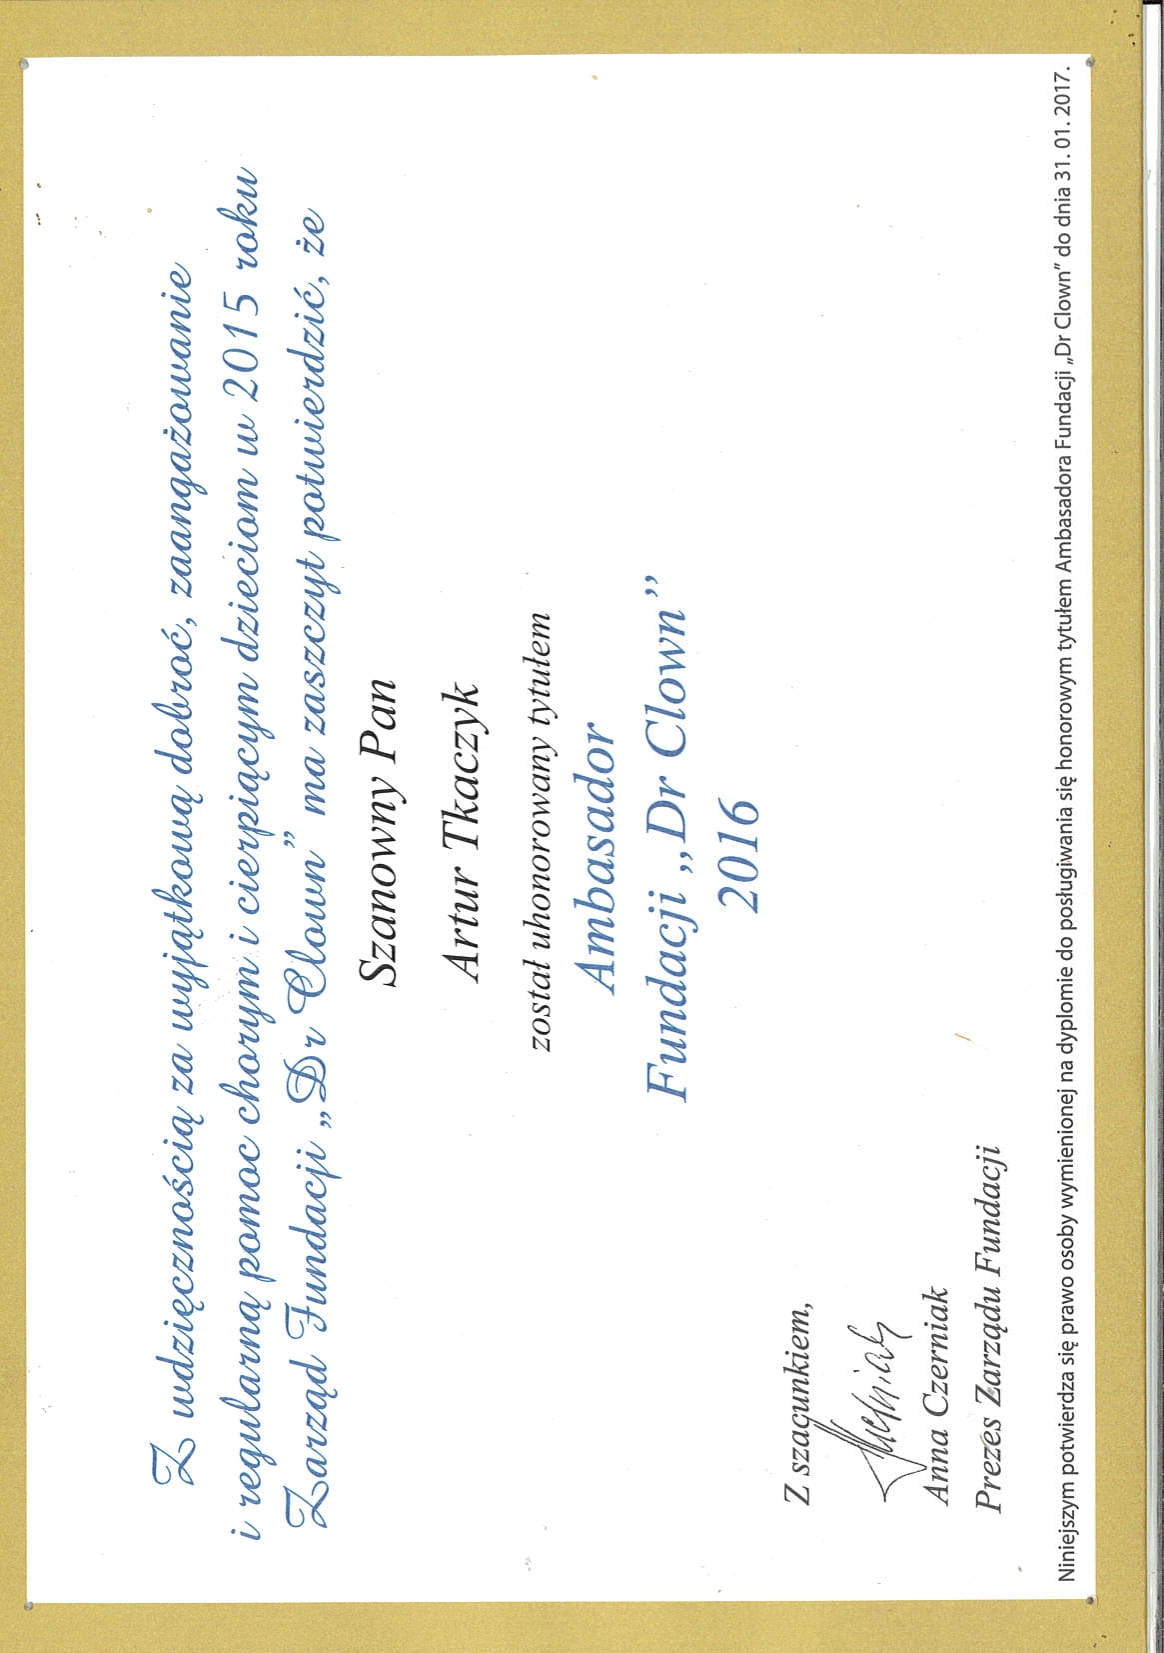 Z wdzięcznością za wyjątkową dobroć, zaangażowanie
i regularną pomoc chorym i cierpiącym dzieciom w 2015 roku
Zarząd Fundacji „Dr Clown” ma zaszczyt potwierdzić, że
Szanowny Pan
Artur Tkaczyk
został uhonorowany tytułem
Ambasador
Fundacji „Dr Clown”
2016
Z szacunkiem,
Anna Czerniak
Prezes Zarządu Fundacji
Niniejszym potwierdza się prawo osoby wymienionej na dyplomie do posługiwania się honorowym tytułem Ambasadora Fundacji „Dr Clown” do dnia 31. 01. 2017.